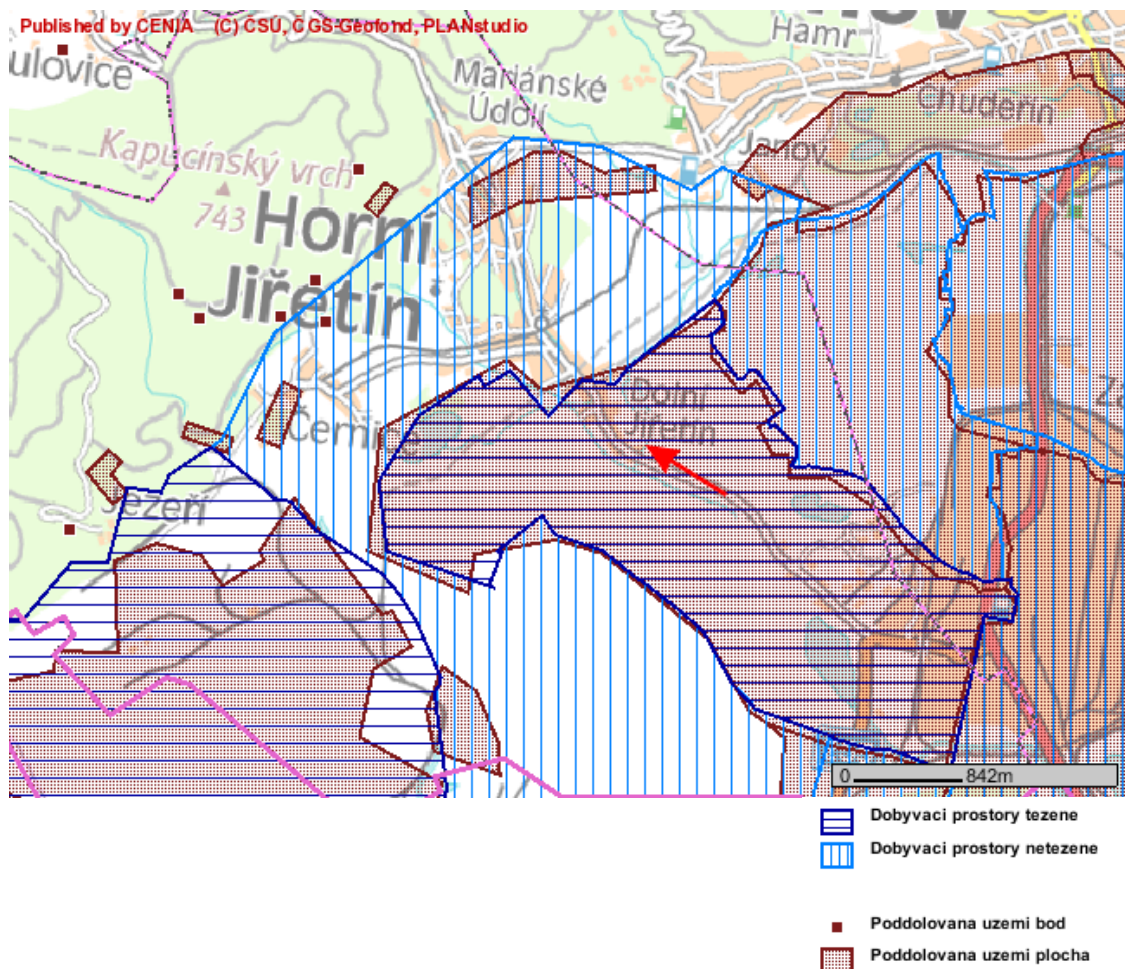 Published by CENIA (C) CSU, CGS-Geofond, PLANstudio
Hamr
ulovice
Mariánské
Údolí
Chudeřín
Janov
Kapucínský vrch
743
Horní
Jiřetín
Dolní
Jiřetín
Černice
Jezeří
0 842m
Dobyvaci prostory tezene
Dobyvaci prostory netezene
Poddolovana uzemi bod
Poddolovana uzemi plocha